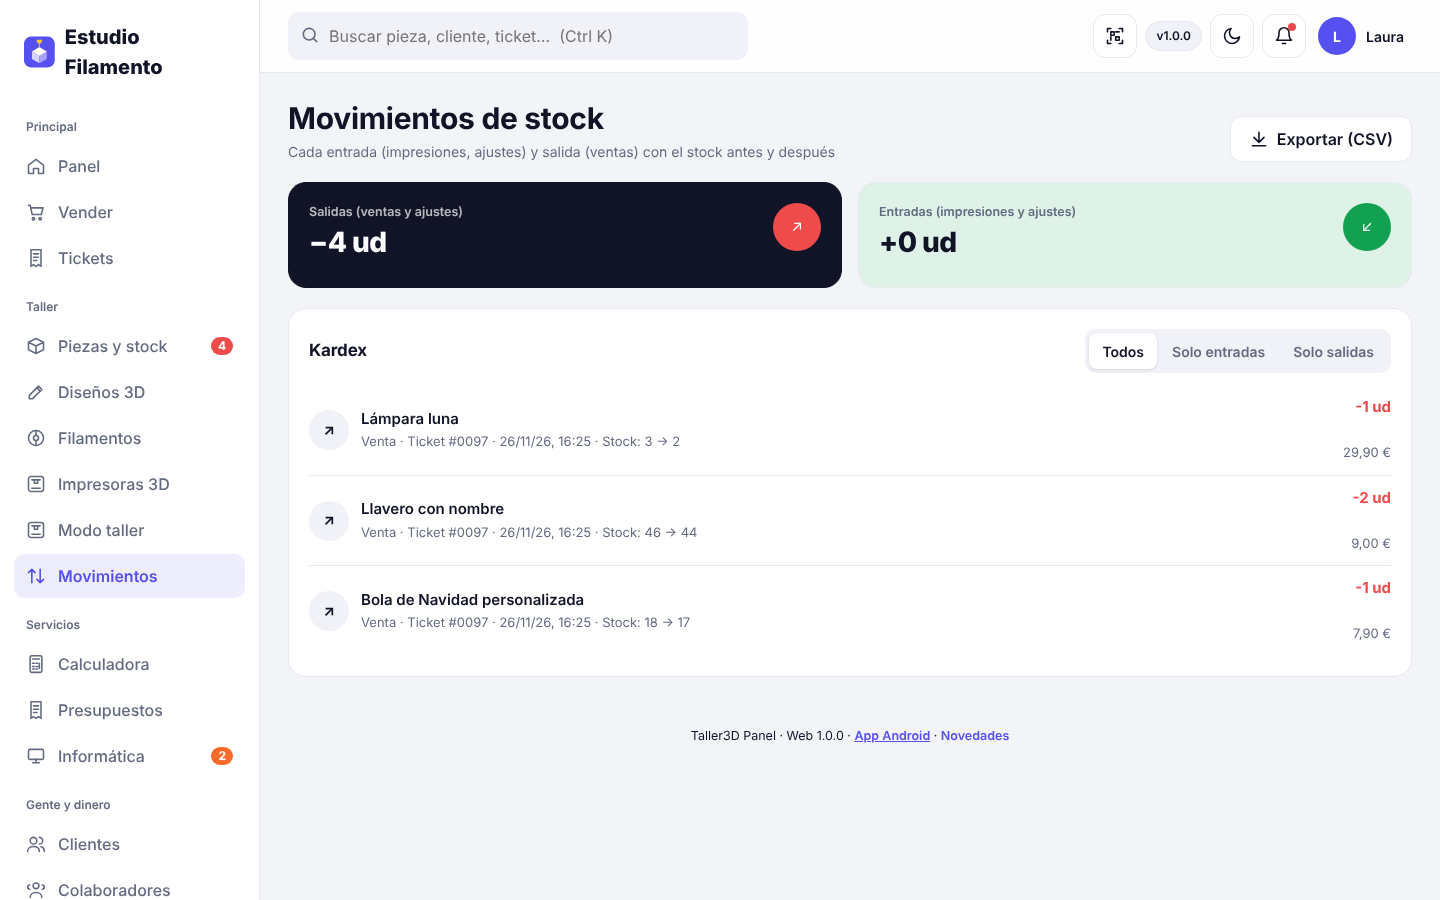 Estudio
Filamento
Principal
Panel
Vender
Tickets
Taller
Piezas y stock 4
Diseños 3D
Filamentos
Impresoras 3D
Modo taller
Movimientos
Servicios
Calculadora
Presupuestos
Informática 2
Gente y dinero
Clientes
Colaboradores
Buscar pieza, cliente, ticket... (Ctrl K)
v1.0.0
L Laura
Movimientos de stock
Cada entrada (impresiones, ajustes) y salida (ventas) con el stock antes y después
Exportar (CSV)
Salidas (ventas y ajustes)
−4 ud
Entradas (impresiones y ajustes)
+0 ud
Kardex
Todos Solo entradas Solo salidas
Lámpara luna
Venta · Ticket #0097 · 26/11/26, 16:25 · Stock: 3 → 2
-1 ud
29,90 €
Llavero con nombre
Venta · Ticket #0097 · 26/11/26, 16:25 · Stock: 46 → 44
-2 ud
9,00 €
Bola de Navidad personalizada
Venta · Ticket #0097 · 26/11/26, 16:25 · Stock: 18 → 17
-1 ud
7,90 €
Taller3D Panel · Web 1.0.0 · App Android · Novedades